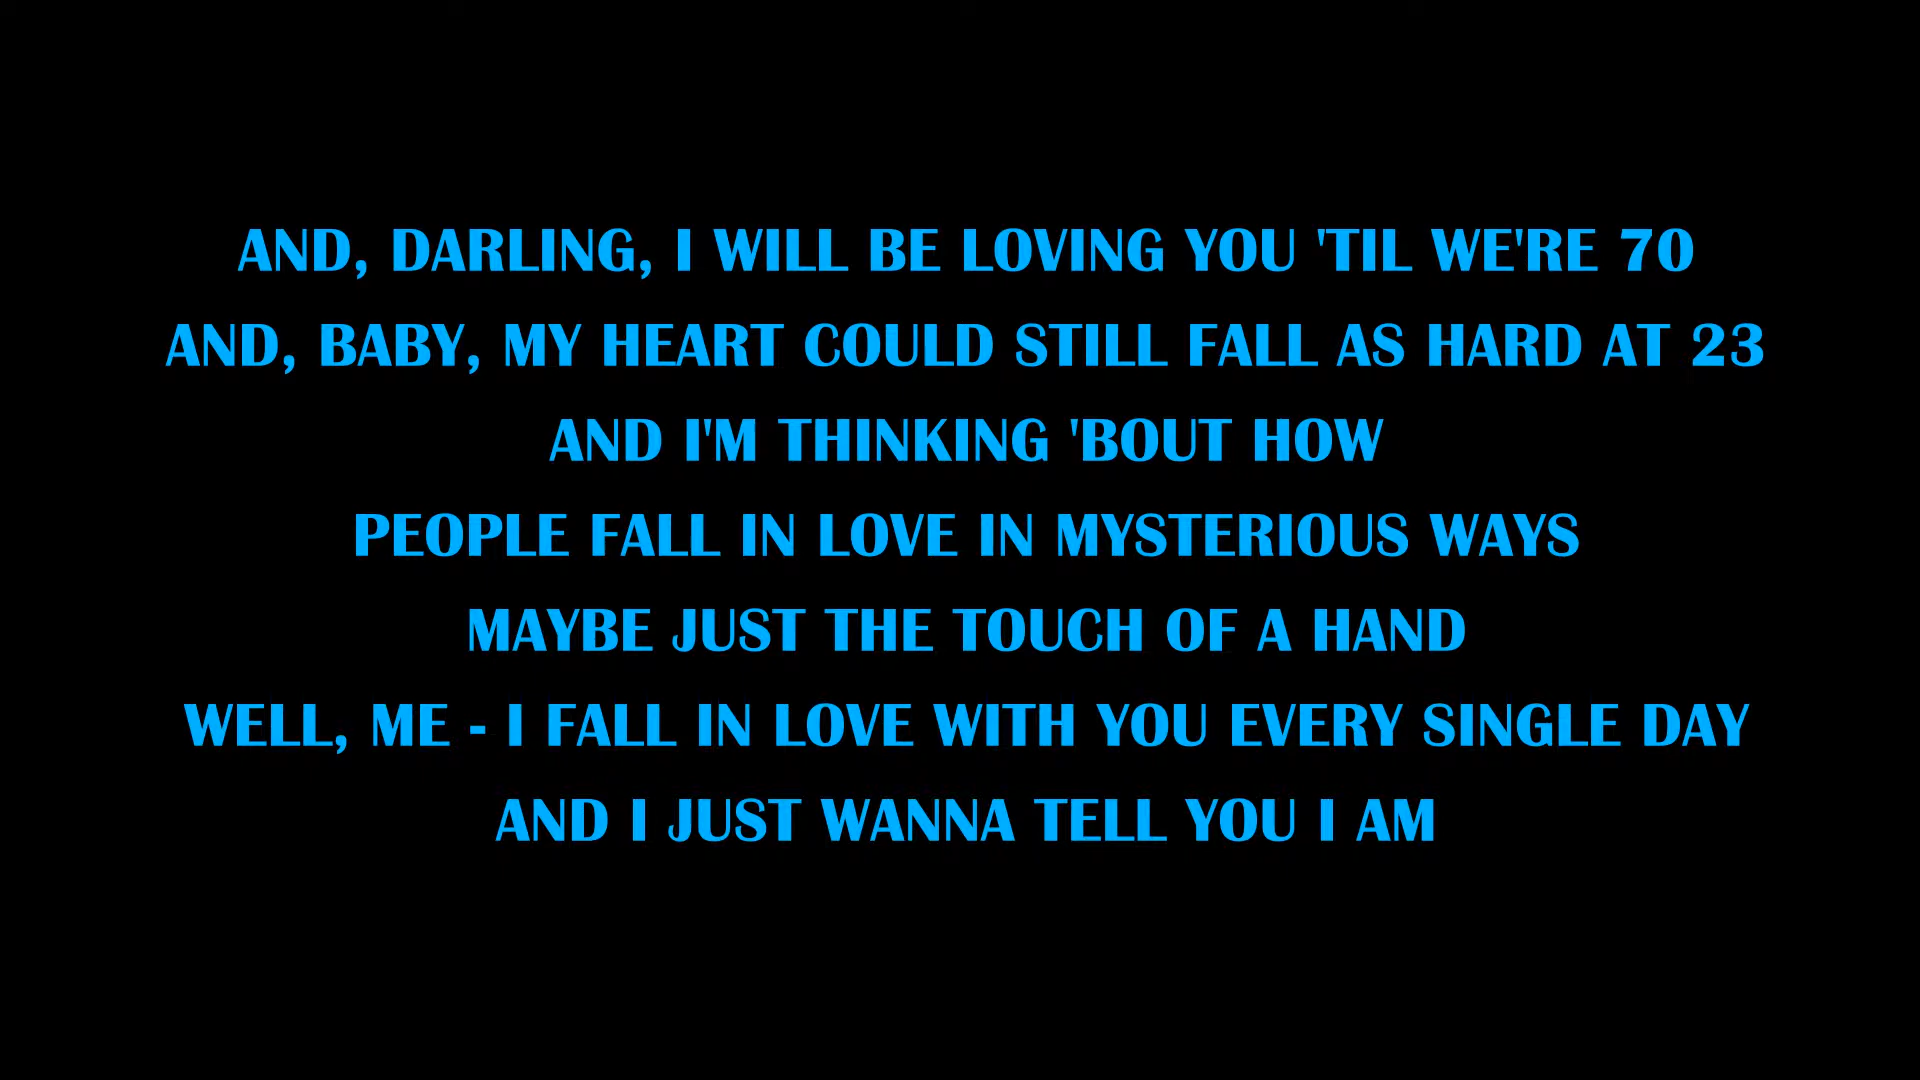 AND, DARLING, I WILL BE LOVING YOU 'TIL WE'RE 70
AND, BABY, MY HEART COULD STILL FALL AS HARD AT 23
AND I'M THINKING 'BOUT HOW
PEOPLE FALL IN LOVE IN MYSTERIOUS WAYS
MAYBE JUST THE TOUCH OF A HAND
WELL, ME - I FALL IN LOVE WITH YOU EVERY SINGLE DAY
AND I JUST WANNA TELL YOU I AM